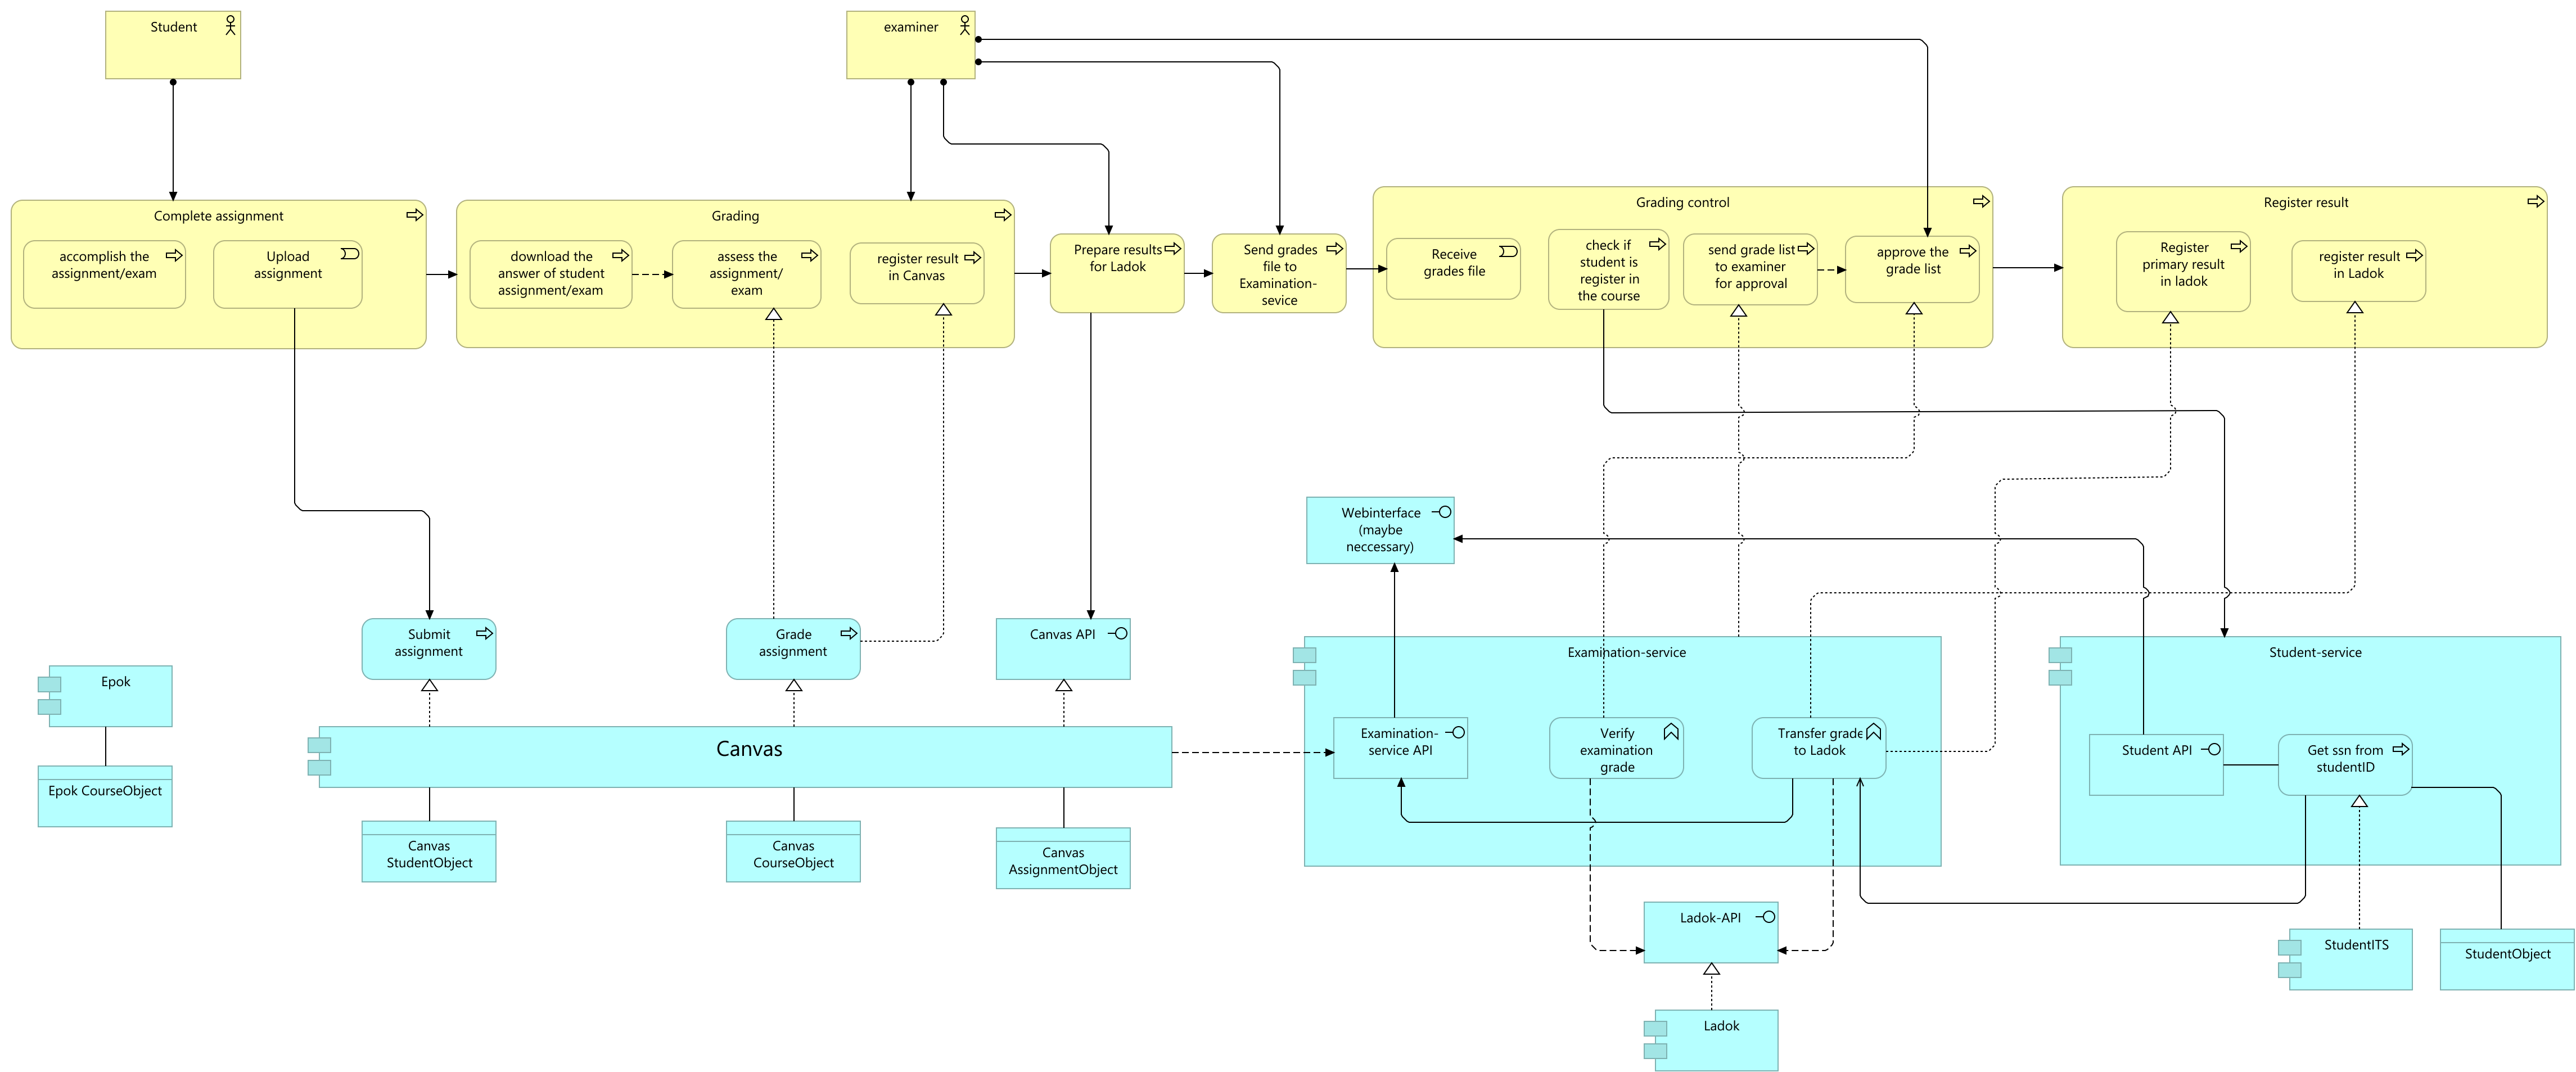 Student
examiner
Complete assignment
accomplish the
assignment/exam
Upload
assignment
Grading
download the
answer of student
assignment/exam
assess the
assignment/
exam
register result
in Canvas
Prepare results
for Ladok
Send grades
file to
Examination-
sevice
Grading control
Receive
grades file
check if
student is
register in
the course
send grade list
to examiner
for approval
approve the
grade list
Register result
Register
primary result
in ladok
register result
in Ladok
Webinterface
(maybe
neccessary)
Submit
assignment
Grade
assignment
Canvas API
Epok
Epok CourseObject
Canvas
Canvas
StudentObject
Canvas
CourseObject
Canvas
AssignmentObject
Examination-service
Examination-
service API
Verify
examination
grade
Transfer grade
to Ladok
Student-service
Student API
Get ssn from
studentID
Ladok-API
Ladok
StudentITS
StudentObject